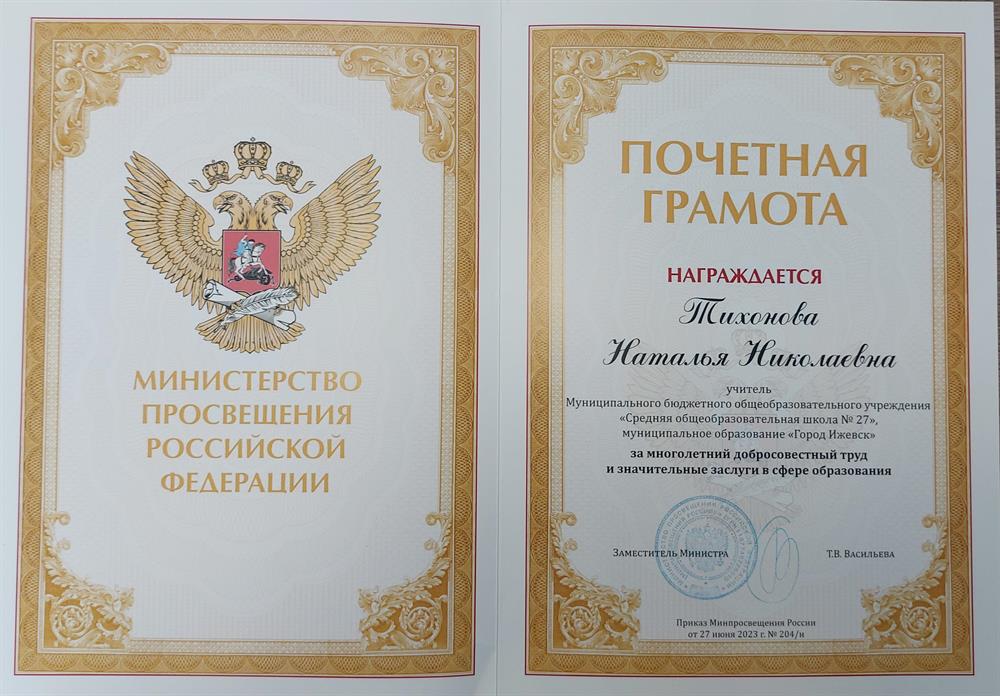 МИНИСТЕРСТВО
ПРОСВЕЩЕНИЯ
РОССИЙСКОЙ
ФЕДЕРАЦИИ
ПОЧЕТНАЯ
ГРАМОТА
НАГРАЖДАЕТСЯ
Тихонова
Наталья Николаевна
учитель
Муниципального бюджетного общеобразовательного учреждения
«Средняя общеобразовательная школа № 27»,
муниципальное образование «Город Ижевск»
за многолетний добросовестный труд
и значительные заслуги в сфере образования
Заместитель Министра Т.В. Васильева
Приказ Минпросвещения России
от 27 июня 2023 г. № 204/н